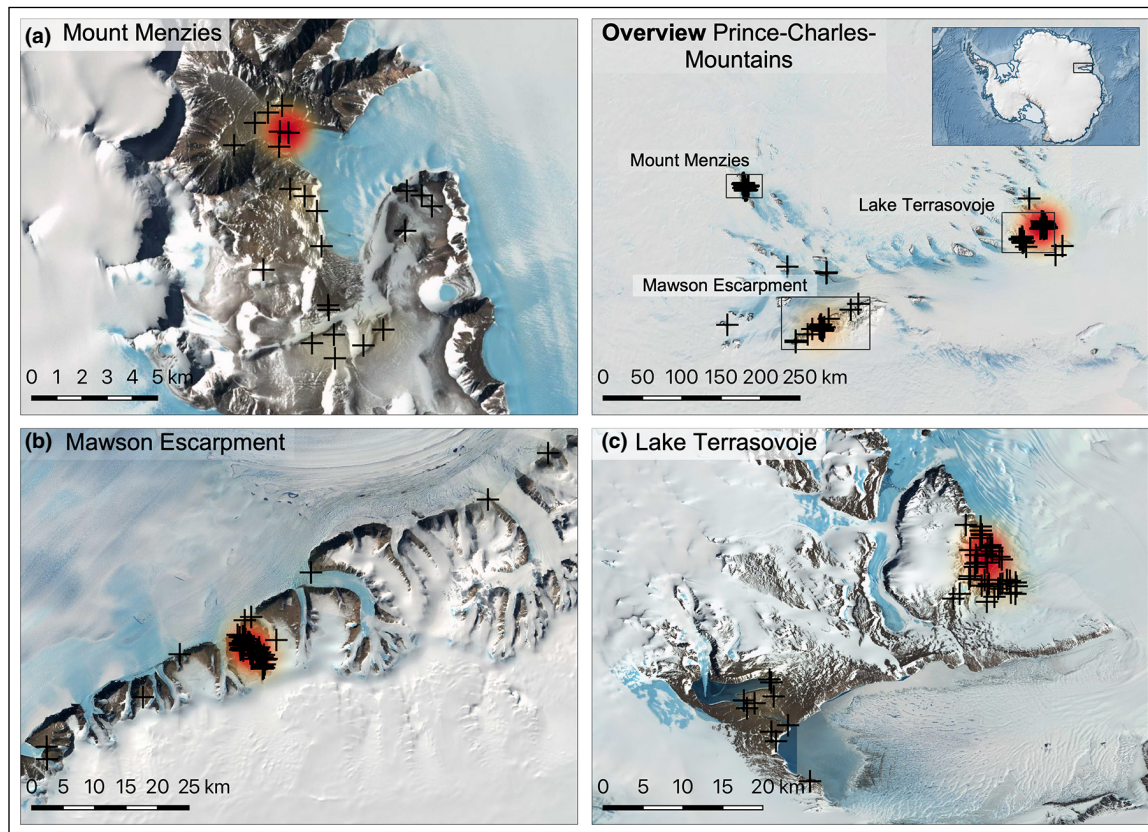 (a) Mount Menzies
0 1 2 3 4 5 km
Overview Prince-Charles-
Mountains
Mount Menzies
Lake Terrasovoje
Mawson Escarpment
0 50 100 150 200 250 km
(b) Mawson Escarpment
0 5 10 15 20 25 km
(c) Lake Terrasovoje
0 5 10 15 20 km